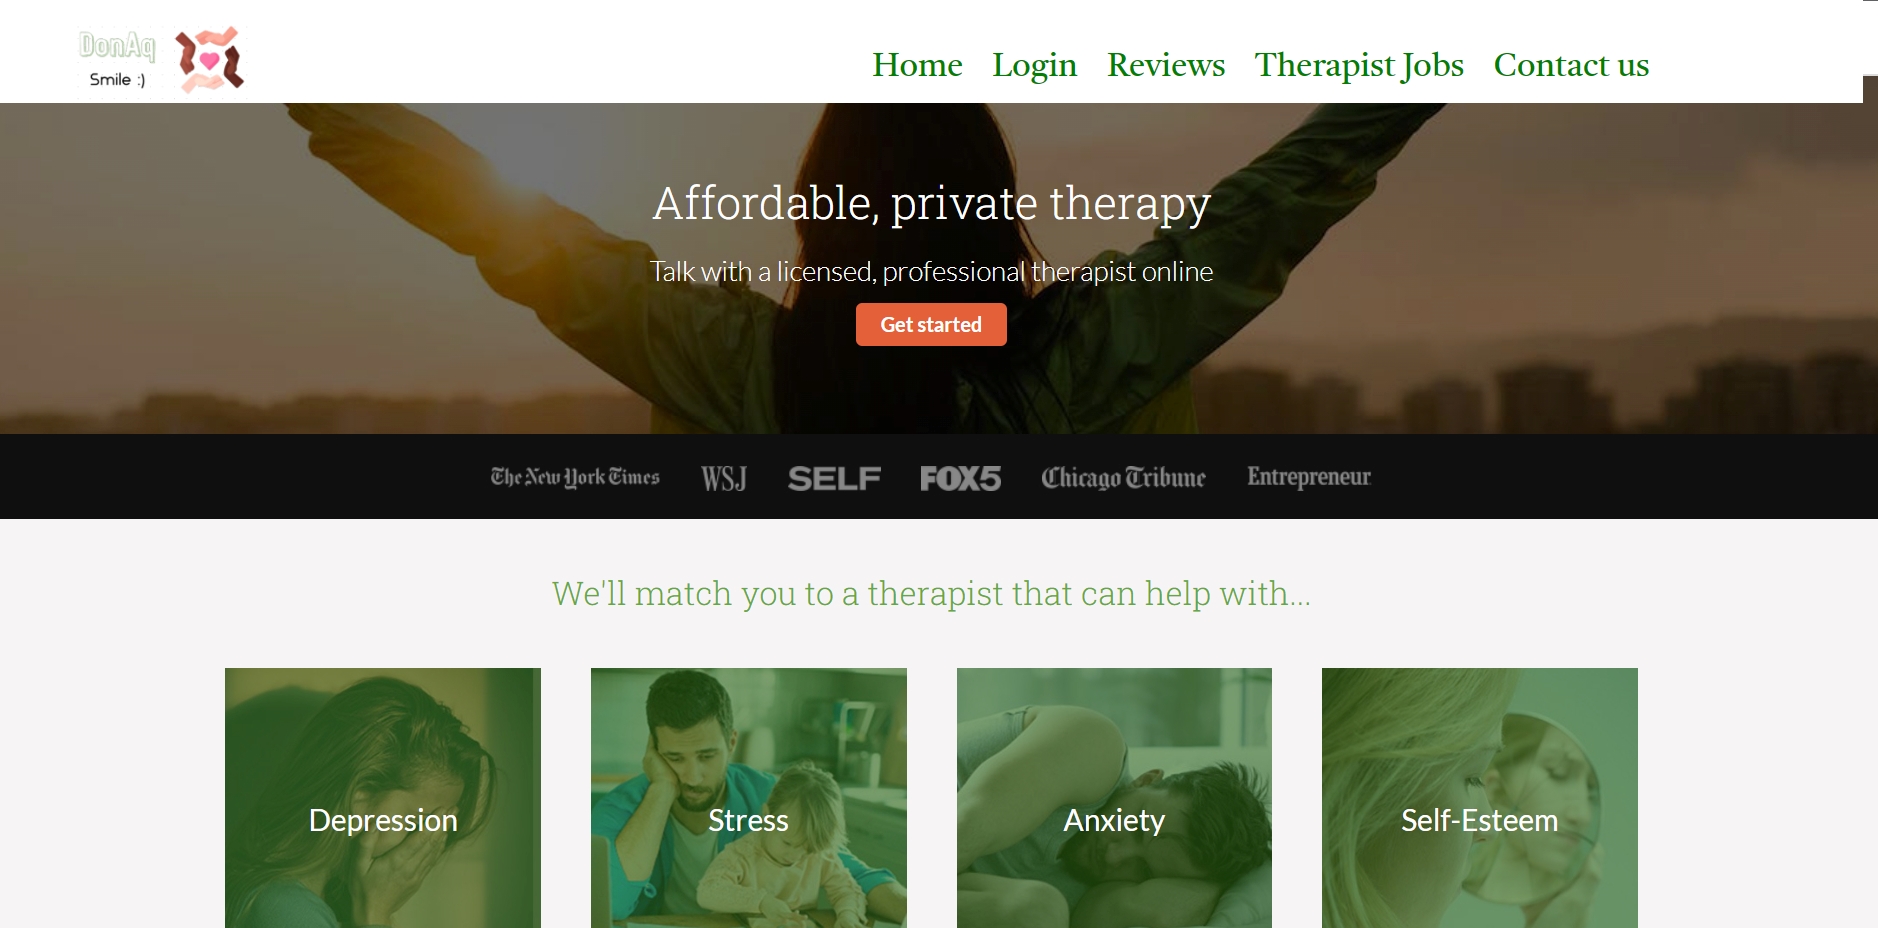 DonAq
Smile :)
Home Login Reviews Therapist Jobs Contact us
Affordable, private therapy
Talk with a licensed, professional therapist online
Get started
The New York Times WSJ SELF FOX5 Chicago Tribune Entrepreneur
We'll match you to a therapist that can help with...
Depression Stress Anxiety Self-Esteem